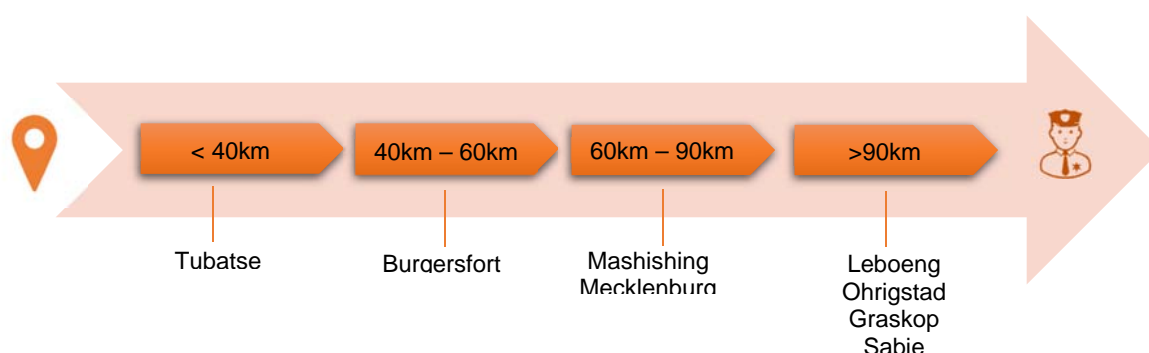 < 40km
40km – 60km
60km – 90km
>90km
Tubatse
Burgersfort
Mashishing
Mecklenburg
Leboeng
Ohrigstad
Graskop
Sabie